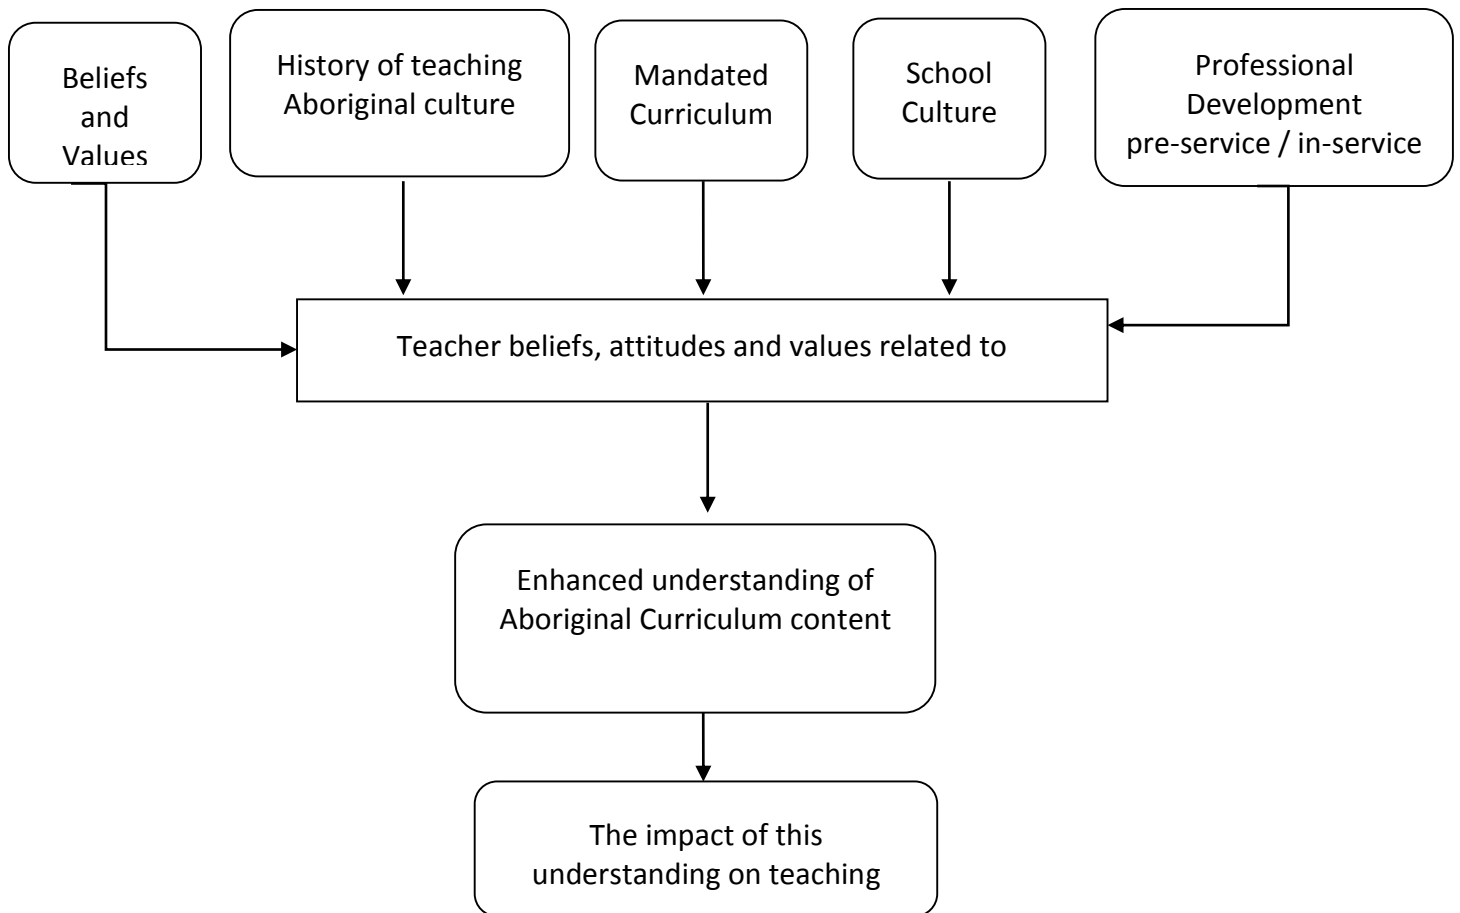 Beliefs
and
Values
History of teaching
Aboriginal culture
Mandated
Curriculum
School
Culture
Professional
Development
pre-service / in-service
Teacher beliefs, attitudes and values related to
Enhanced understanding of
Aboriginal Curriculum content
The impact of this
understanding on teaching